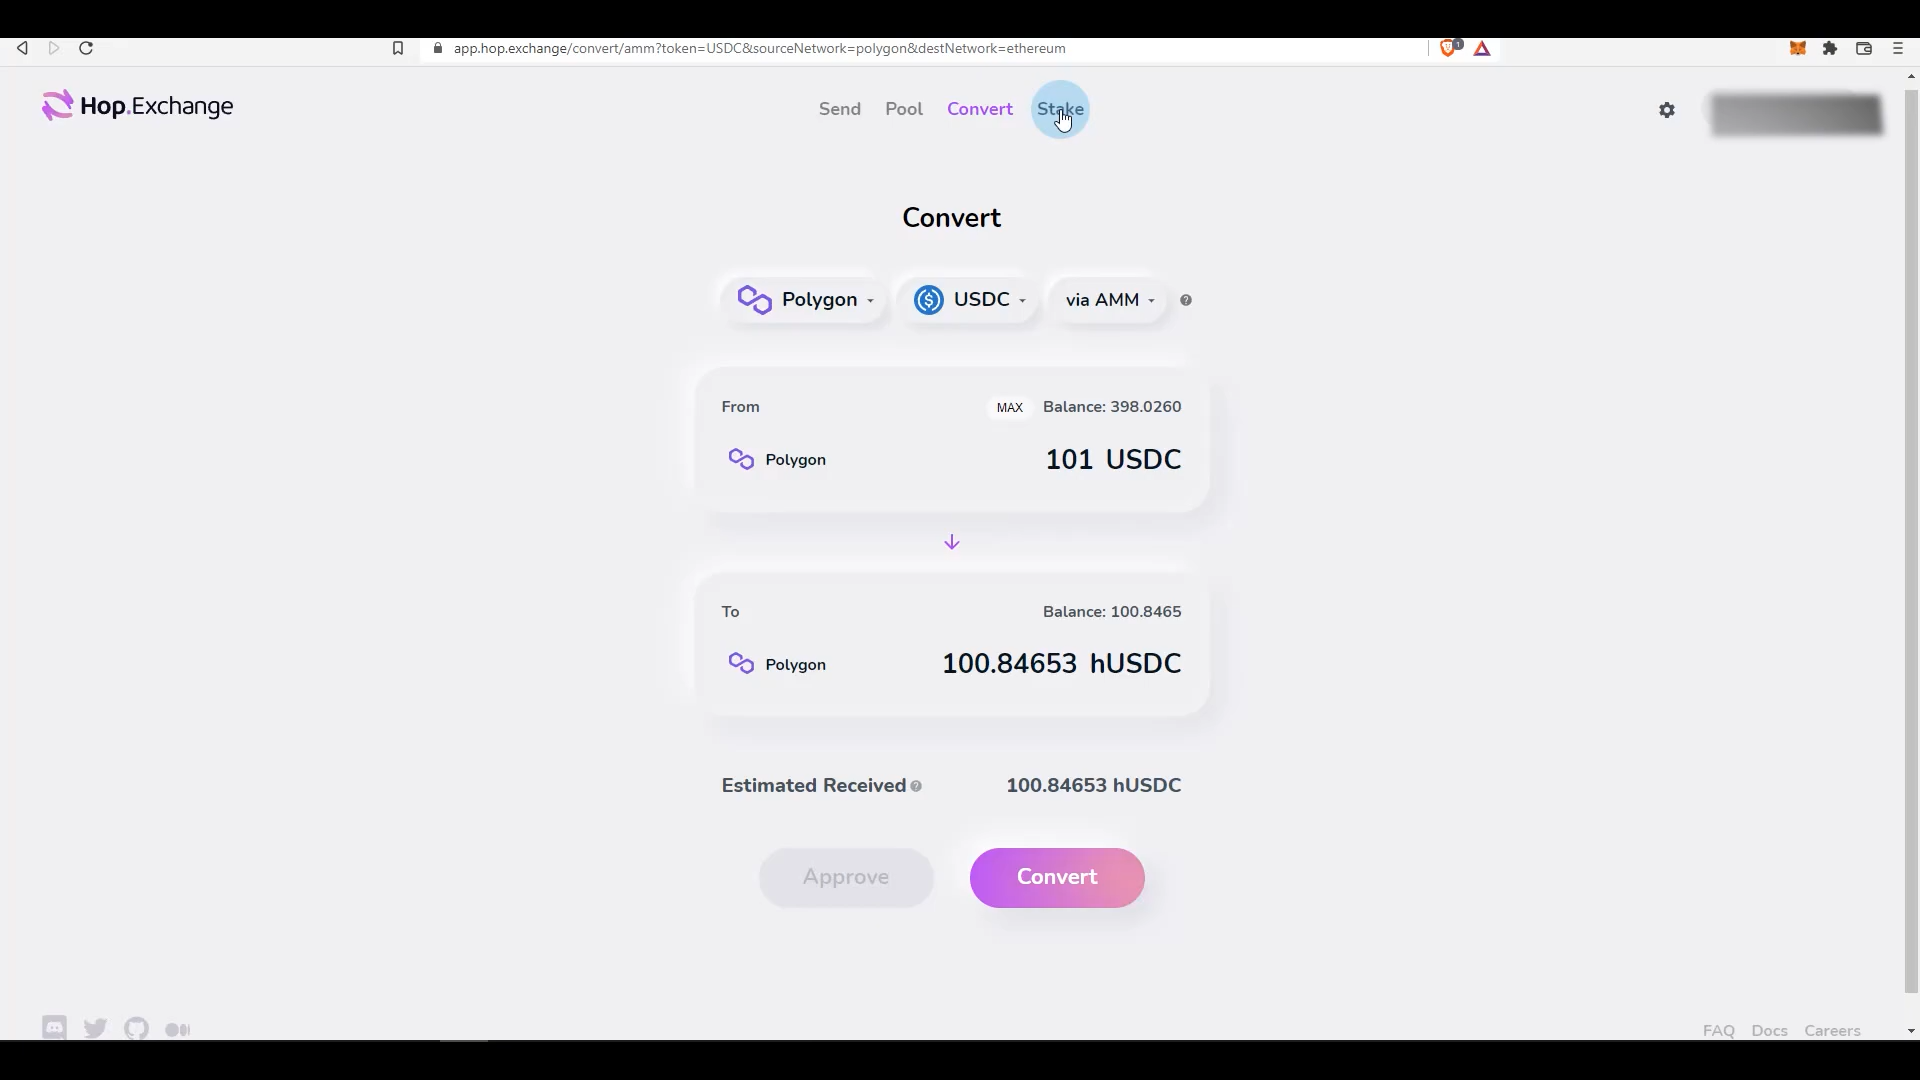 app.hop.exchange/convert/amm?token=USDC&sourceNetwork=polygon&destNetwork=ethereum
1
Hop.Exchange
Send Pool Convert Stake
Convert
Polygon USDC via AMM ?
From MAX Balance: 398.0260
Polygon 101 USDC
To Balance: 100.8465
Polygon 100.84653 hUSDC
Estimated Received ? 100.84653 hUSDC
Approve Convert
FAQ Docs Careers